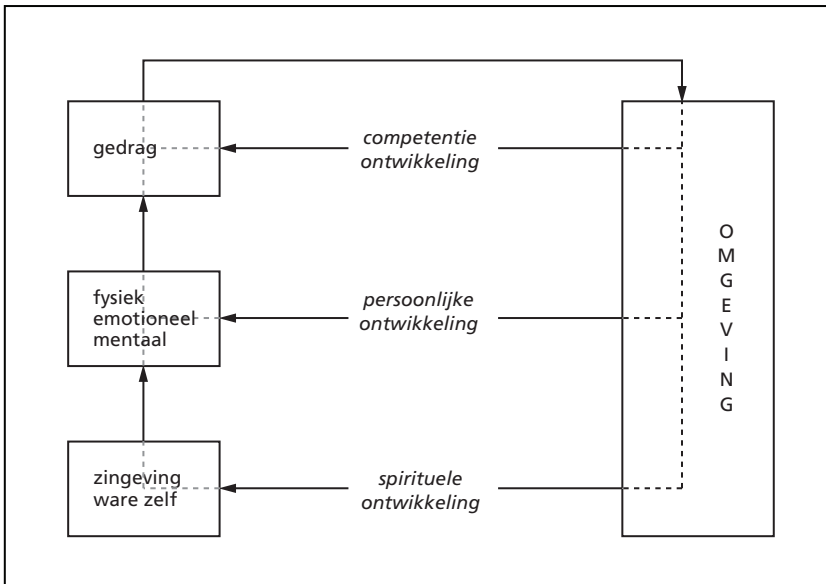 gedrag
competentie
ontwikkeling
fysiek
emotioneel
mentaal
persoonlijke
ontwikkeling
zingeving
ware zelf
spirituele
ontwikkeling
O
M
G
E
V
I
N
G